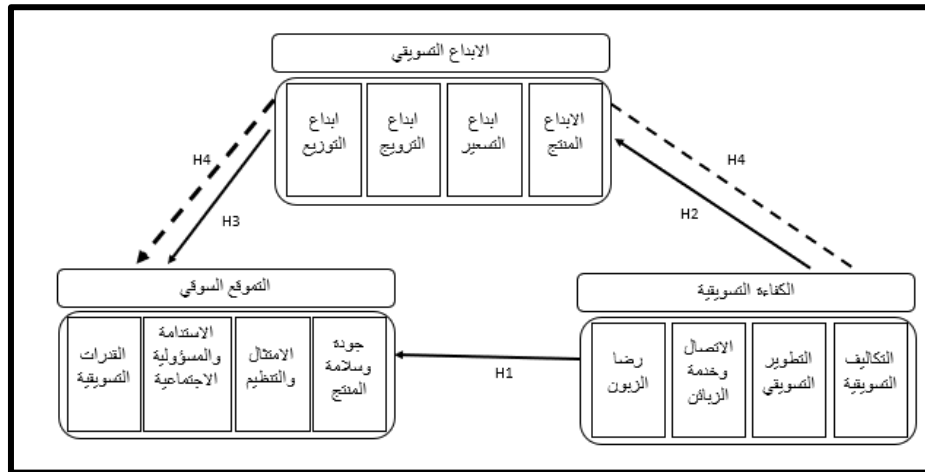 الابداع التسويقي
الابداع
المنتج
ابداع
التسعير
ابداع
الترويج
ابداع
التوزيع
H4
H2
H4
H3
الكفاءة التسويقية
التكاليف
التسويقية
التطوير
التسويقي
الاتصال
وخدمة
الزبائن
رضا
الزبون
H1
التموقع السوقي
جودة
وسلامة
المنتج
الامتثال
والتنظيم
الاستدامة
والمسؤولية
الاجتماعية
القدرات
التسويقية